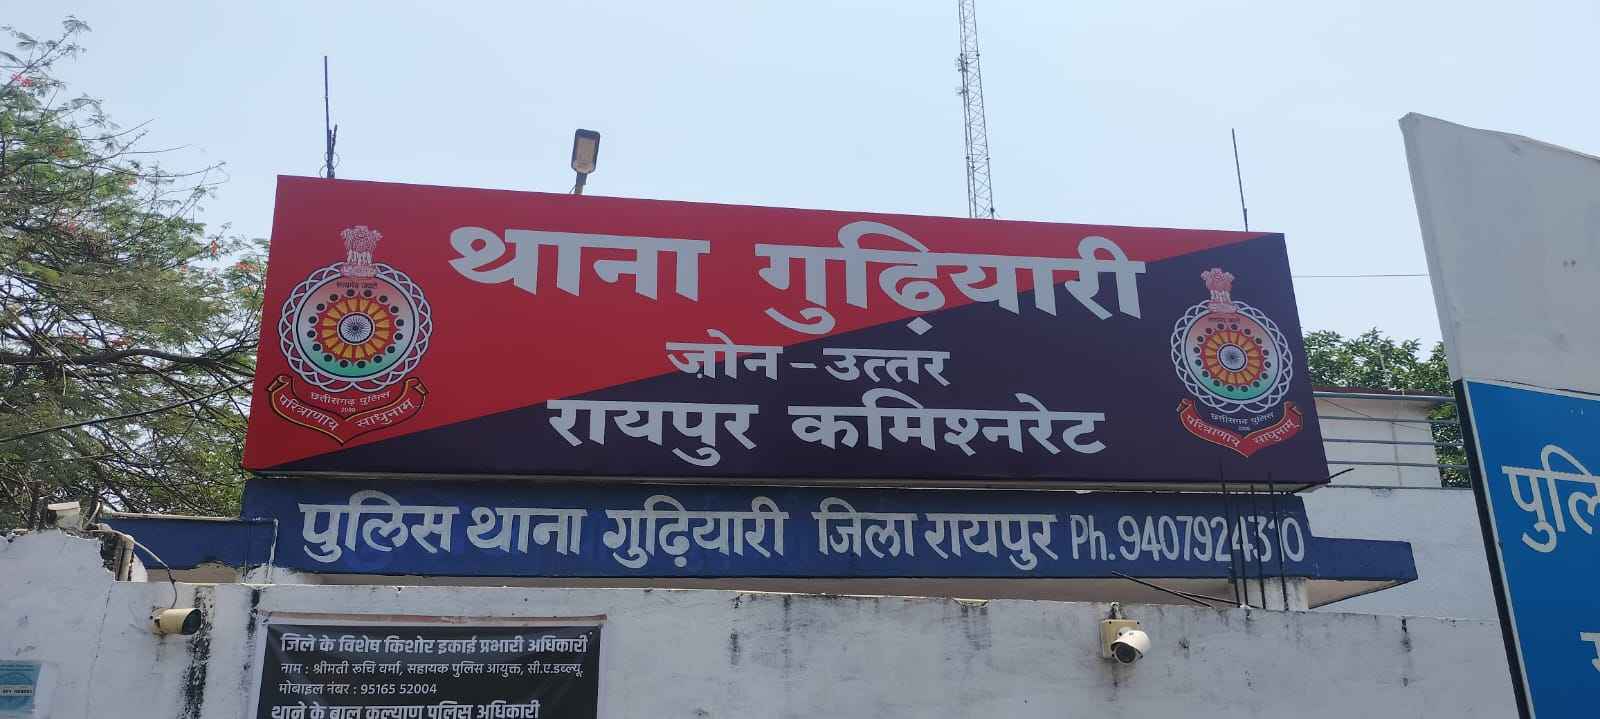 थाना गुढ़ियारी
ज़ोन - उत्तर
रायपुर कमिश्नरेट
छत्तीसगढ़ पुलिस
परित्राणाय साधुनाम्
छत्तीसगढ़ पुलिस
परित्राणाय साधुनाम्
पुलिस थाना गुढ़ियारी जिला रायपुर Ph. 9407924310
जिले के विशेष किशोर इकाई प्रभारी अधिकारी
नाम : श्रीमती रुचि वर्मा, सहायक पुलिस आयुक्त, सी.ए.डब्ल्यू.
मोबाइल नंबर : 95165 52004
थाने के बाल कल्याण पुलिस अधिकारी